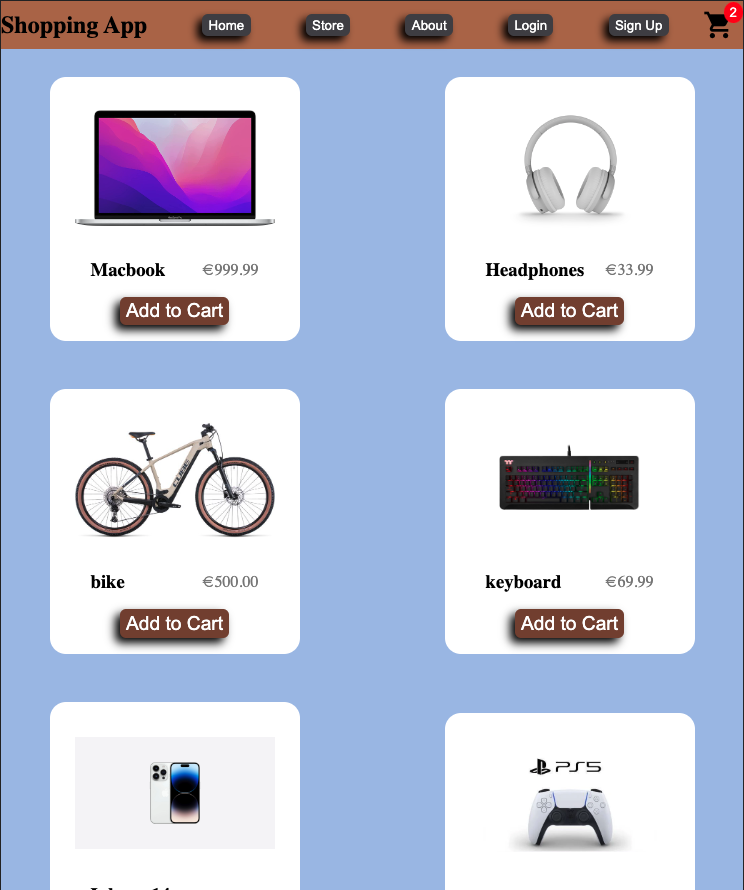 Shopping App Home Store About Login Sign Up 2
Macbook €999.99
Add to Cart
Headphones €33.99
Add to Cart
CUBE
bike €500.00
Add to Cart
keyboard €69.99
Add to Cart
PS5